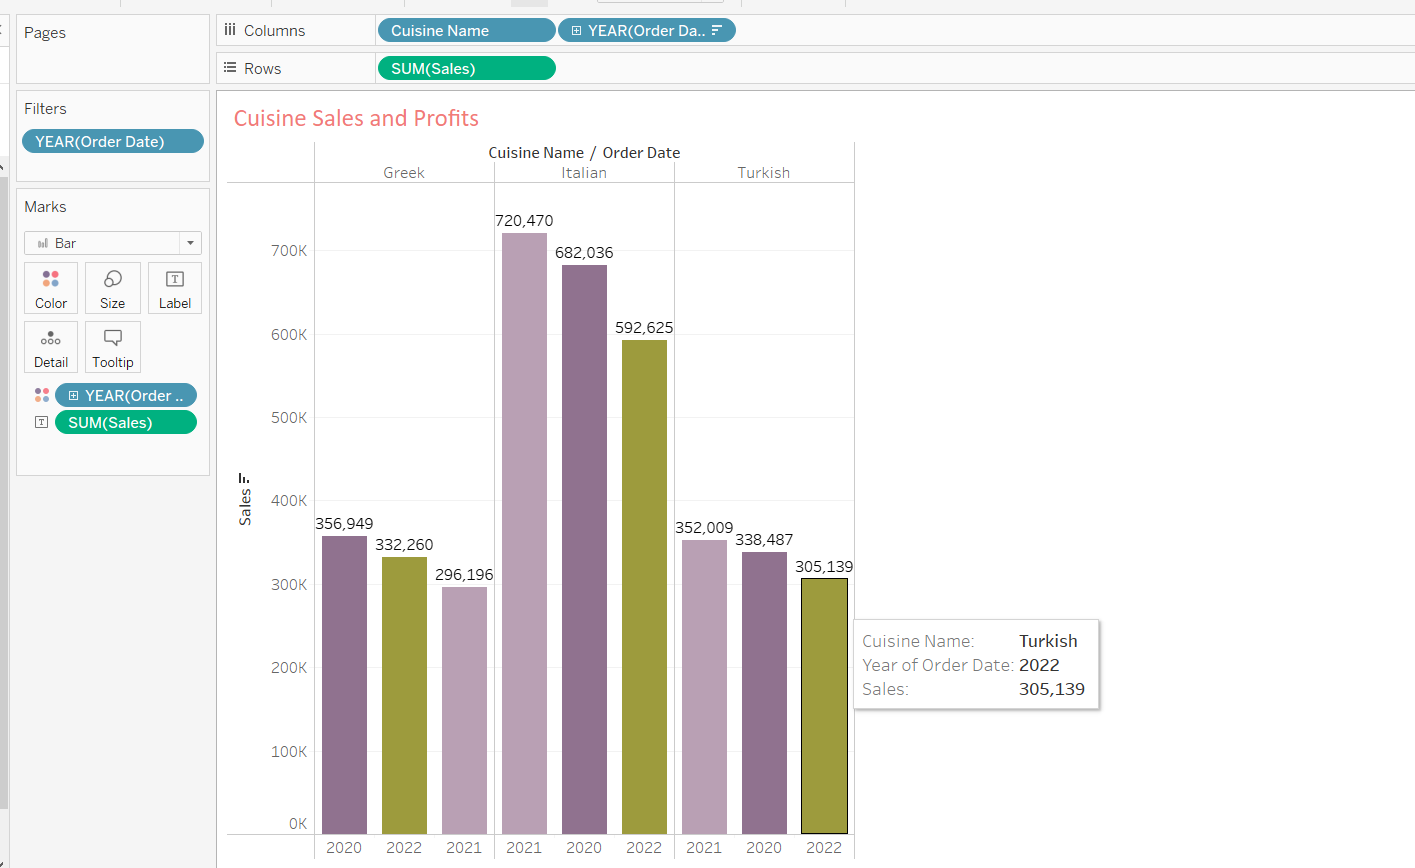 Pages
Columns
Cuisine Name
YEAR(Order Da..
Rows
SUM(Sales)
Filters
YEAR(Order Date)
Marks
Bar
Color
Size
Label
Detail
Tooltip
YEAR(Order ..
SUM(Sales)
Cuisine Sales and Profits
Cuisine Name / Order Date
Greek
Italian
Turkish
Sales
700K
600K
500K
400K
300K
200K
100K
0K
356,949
332,260
296,196
720,470
682,036
592,625
352,009
338,487
305,139
2020
2022
2021
2021
2020
2022
2021
2020
2022
Cuisine Name: Turkish
Year of Order Date: 2022
Sales: 305,139